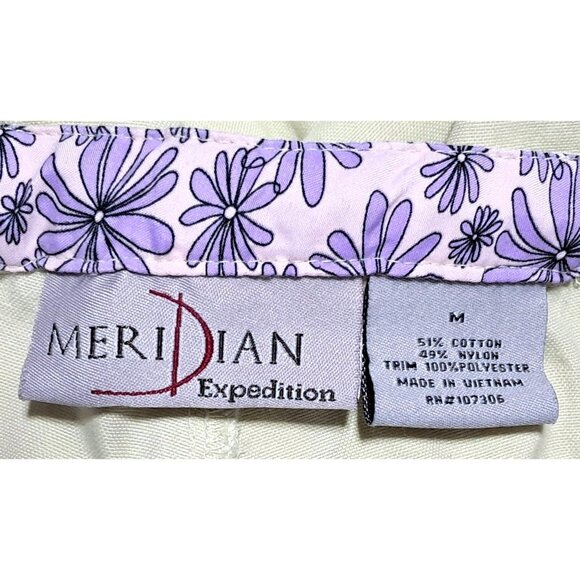 MERIDIAN
Expedition
M
51% COTTON
49% NYLON
TRIM 100%POLYESTER
MADE IN VIETNAM
RN#107306